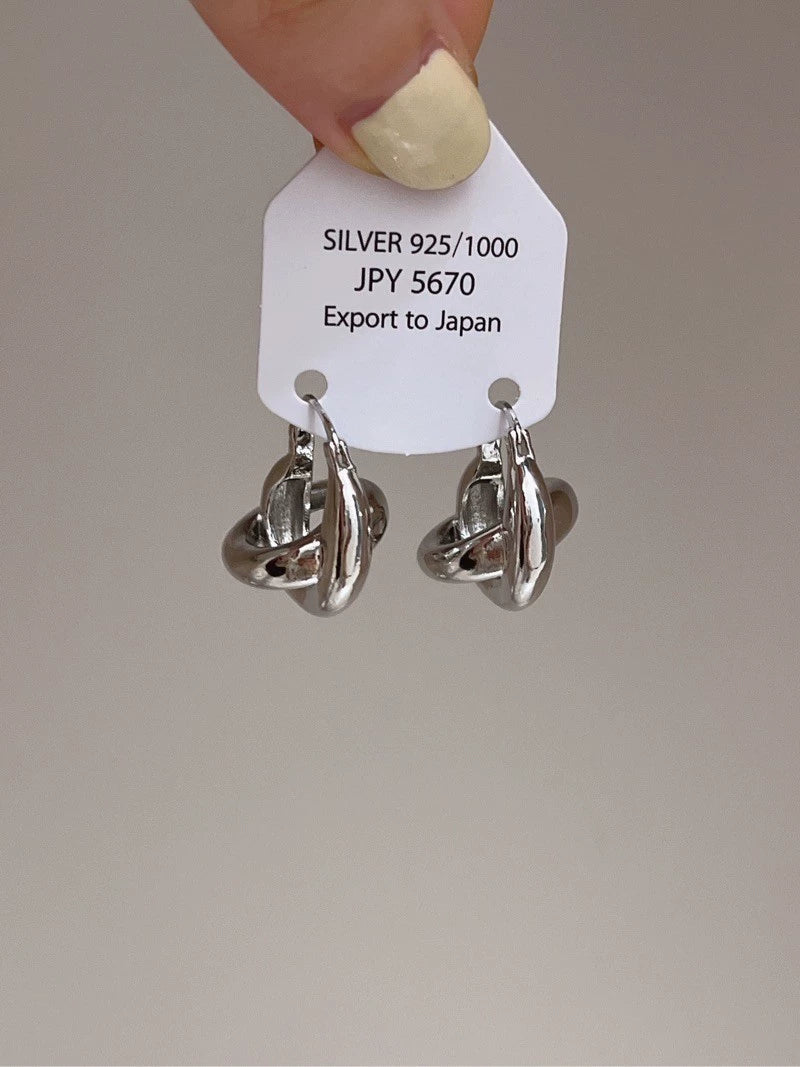 SILVER 925/1000
JPY 5670
Export to Japan